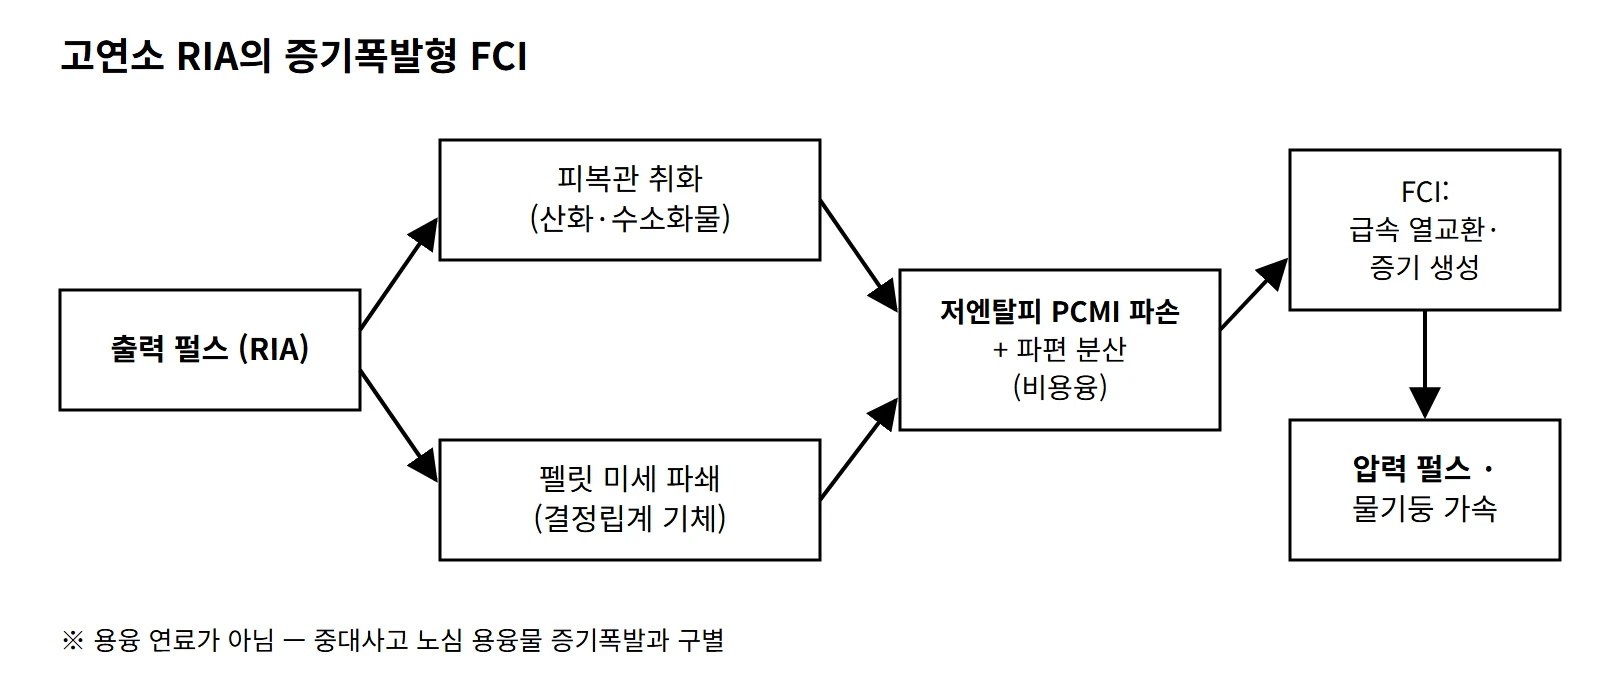 고연소 RIA의 증기폭발형 FCI
출력 펄스 (RIA)
피복관 취화
(산화·수소화물)
펠릿 미세 파쇄
(결정립계 기체)
저엔탈피 PCMI 파손
+ 파편 분산
(비용융)
FCI:
급속 열교환·
증기 생성
압력 펄스 ·
물기둥 가속
※ 용융 연료가 아님 — 중대사고 노심 용융물 증기폭발과 구별